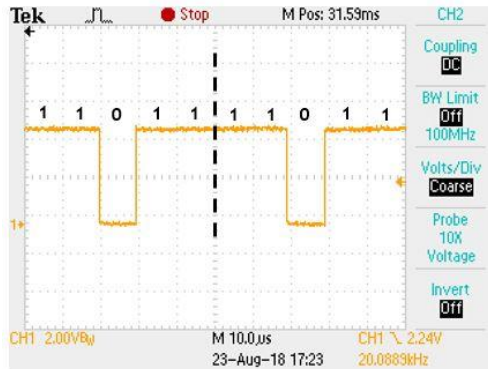 Tek Stop M Pos: 31.59ms CH2
Coupling
DC
BW Limit
Off
100MHz
Volts/Div
Coarse
Probe
10X
Voltage
Invert
Off
1 1 0 1 1 1 1 0 1 1
1
CH1 2.00VBW M 10.0µs CH1 2.24V
23-Aug-18 17:23 20.0889kHz